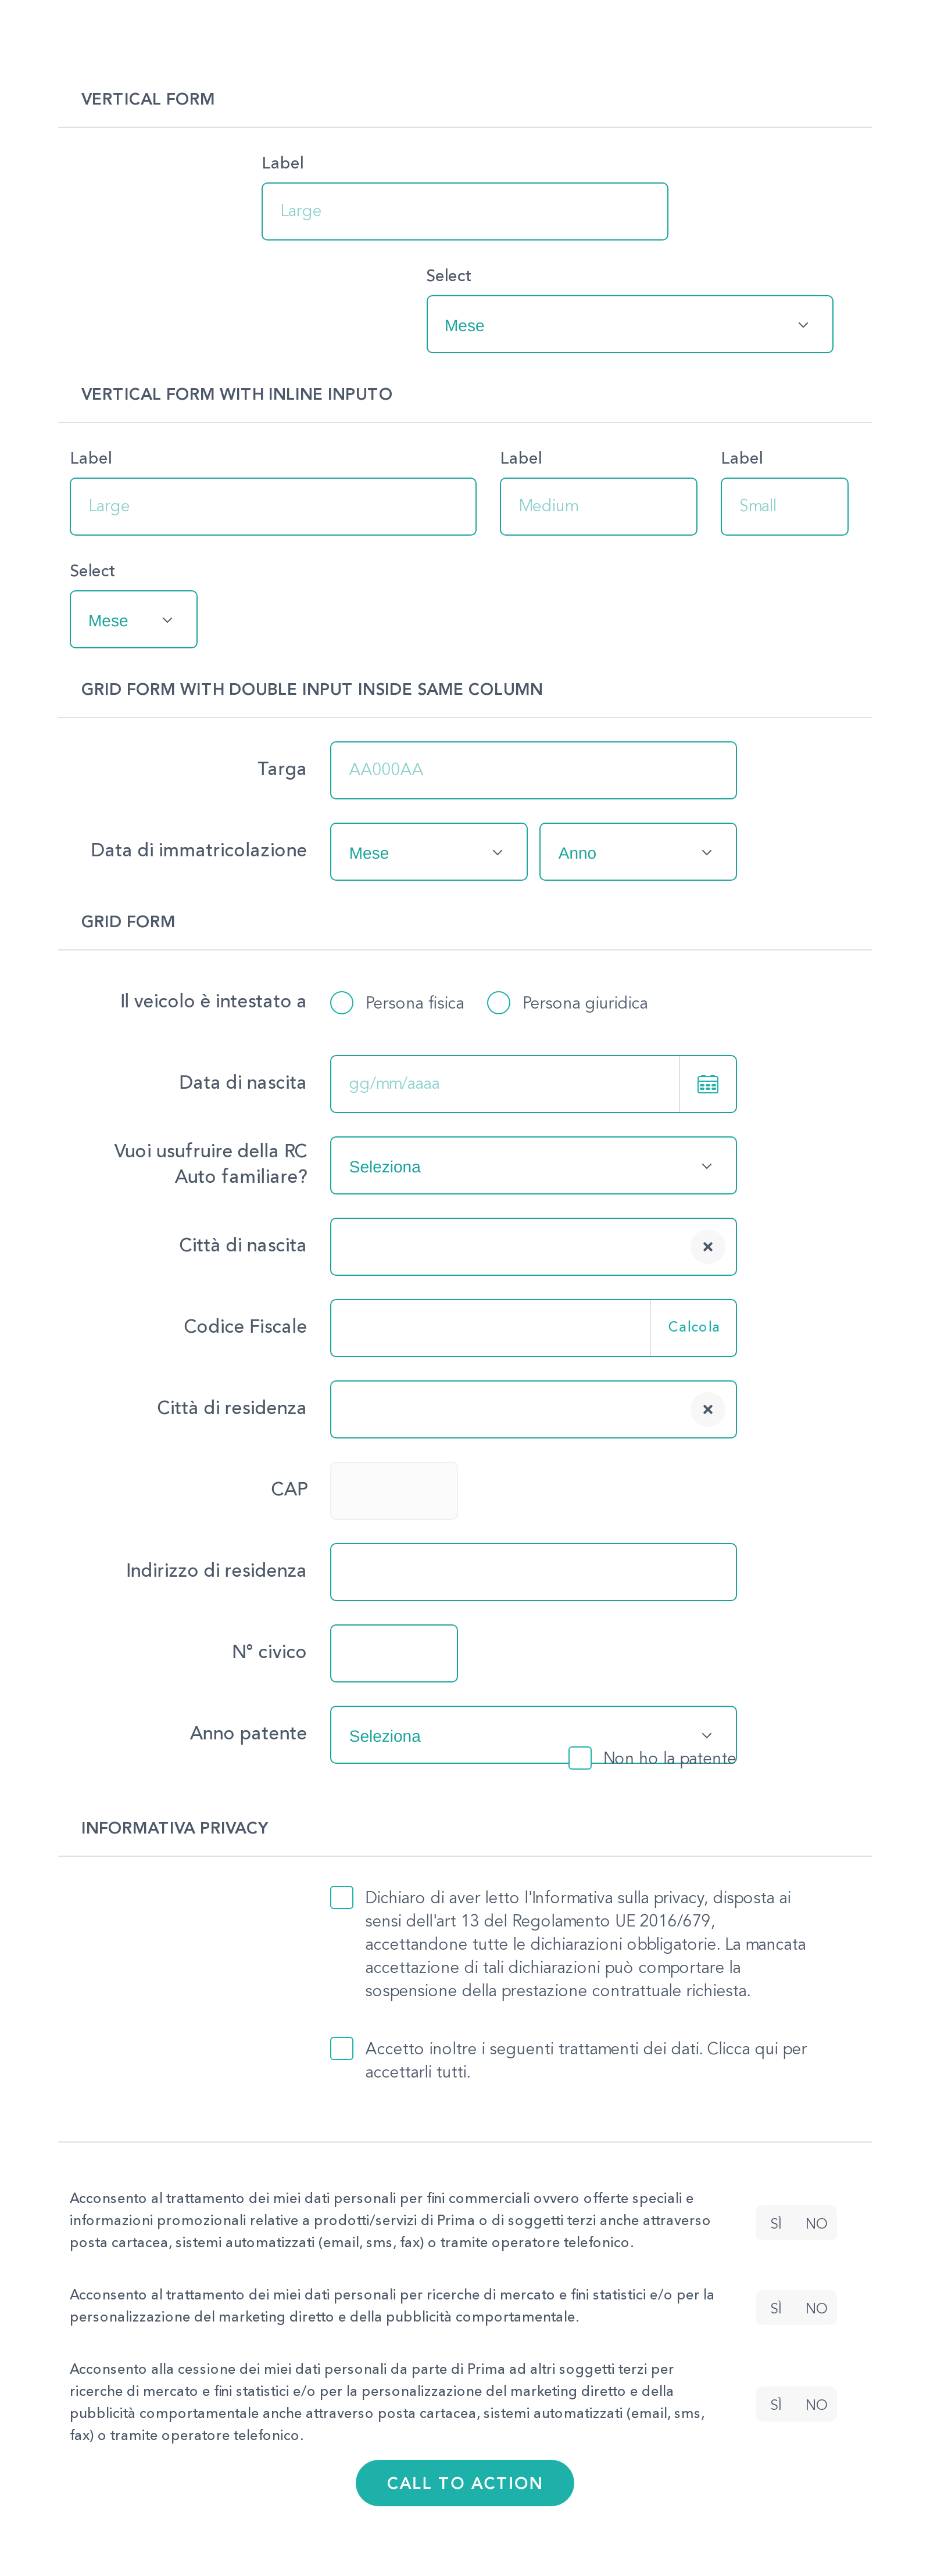 VERTICAL FORM
Label
Large
Select
Mese
VERTICAL FORM WITH INLINE INPUTO
Label Label Label
Large Medium Small
Select
Mese
GRID FORM WITH DOUBLE INPUT INSIDE SAME COLUMN
Targa AA000AA
Data di immatricolazione Mese Anno
GRID FORM
Il veicolo è intestato a Persona fisica Persona giuridica
Data di nascita gg/mm/aaaa
Vuoi usufruire della RC
Auto familiare? Seleziona
Città di nascita
Codice Fiscale Calcola
Città di residenza
CAP
Indirizzo di residenza
N° civico
Anno patente Seleziona
Non ho la patente
INFORMATIVA PRIVACY
Dichiaro di aver letto l'Informativa sulla privacy, disposta ai
sensi dell'art 13 del Regolamento UE 2016/679,
accettandone tutte le dichiarazioni obbligatorie. La mancata
accettazione di tali dichiarazioni può comportare la
sospensione della prestazione contrattuale richiesta.
Accetto inoltre i seguenti trattamenti dei dati. Clicca qui per
accettarli tutti.
Acconsento al trattamento dei miei dati personali per fini commerciali ovvero offerte speciali e
informazioni promozionali relative a prodotti/servizi di Prima o di soggetti terzi anche attraverso
posta cartacea, sistemi automatizzati (email, sms, fax) o tramite operatore telefonico.
SÌ NO
Acconsento al trattamento dei miei dati personali per ricerche di mercato e fini statistici e/o per la
personalizzazione del marketing diretto e della pubblicità comportamentale.
SÌ NO
Acconsento alla cessione dei miei dati personali da parte di Prima ad altri soggetti terzi per
ricerche di mercato e fini statistici e/o per la personalizzazione del marketing diretto e della
pubblicità comportamentale anche attraverso posta cartacea, sistemi automatizzati (email, sms,
fax) o tramite operatore telefonico.
SÌ NO
CALL TO ACTION